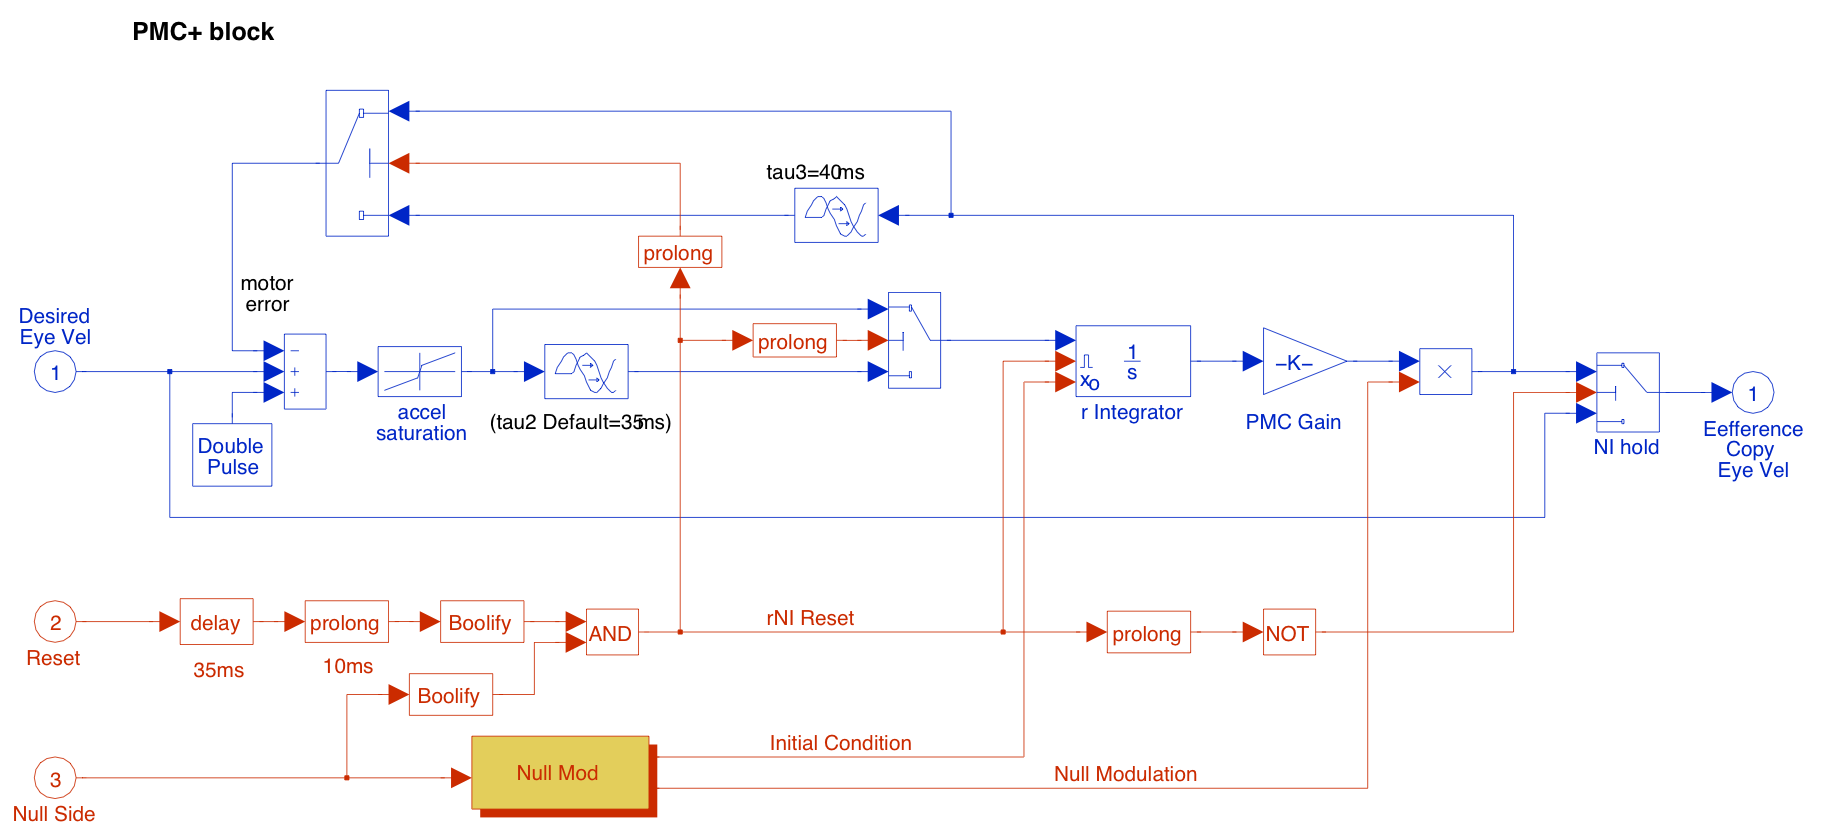 PMC+ block
tau3=40ms
prolong
motor
error
Desired
Eye Vel
1
−
+
+
prolong
accel
saturation
(tau2 Default=35ms)
1
s
xo
r Integrator
−K−
PMC Gain
×
NI hold
1
Eefference
Copy
Eye Vel
Double
Pulse
2
Reset
delay
35ms
prolong
10ms
Boolify
AND
rNI Reset
prolong
NOT
Boolify
3
Null Side
Null Mod
Initial Condition
Null Modulation